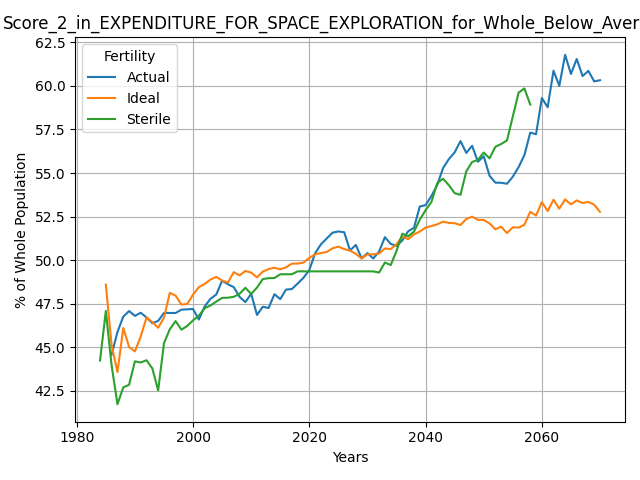 Score_2_in_EXPENDITURE_FOR_SPACE_EXPLORATION_for_Whole_Below_Aver
Fertility
Actual
Ideal
Sterile
% of Whole Population
62.5
60.0
57.5
55.0
52.5
50.0
47.5
45.0
42.5
1980
2000
2020
2040
2060
Years